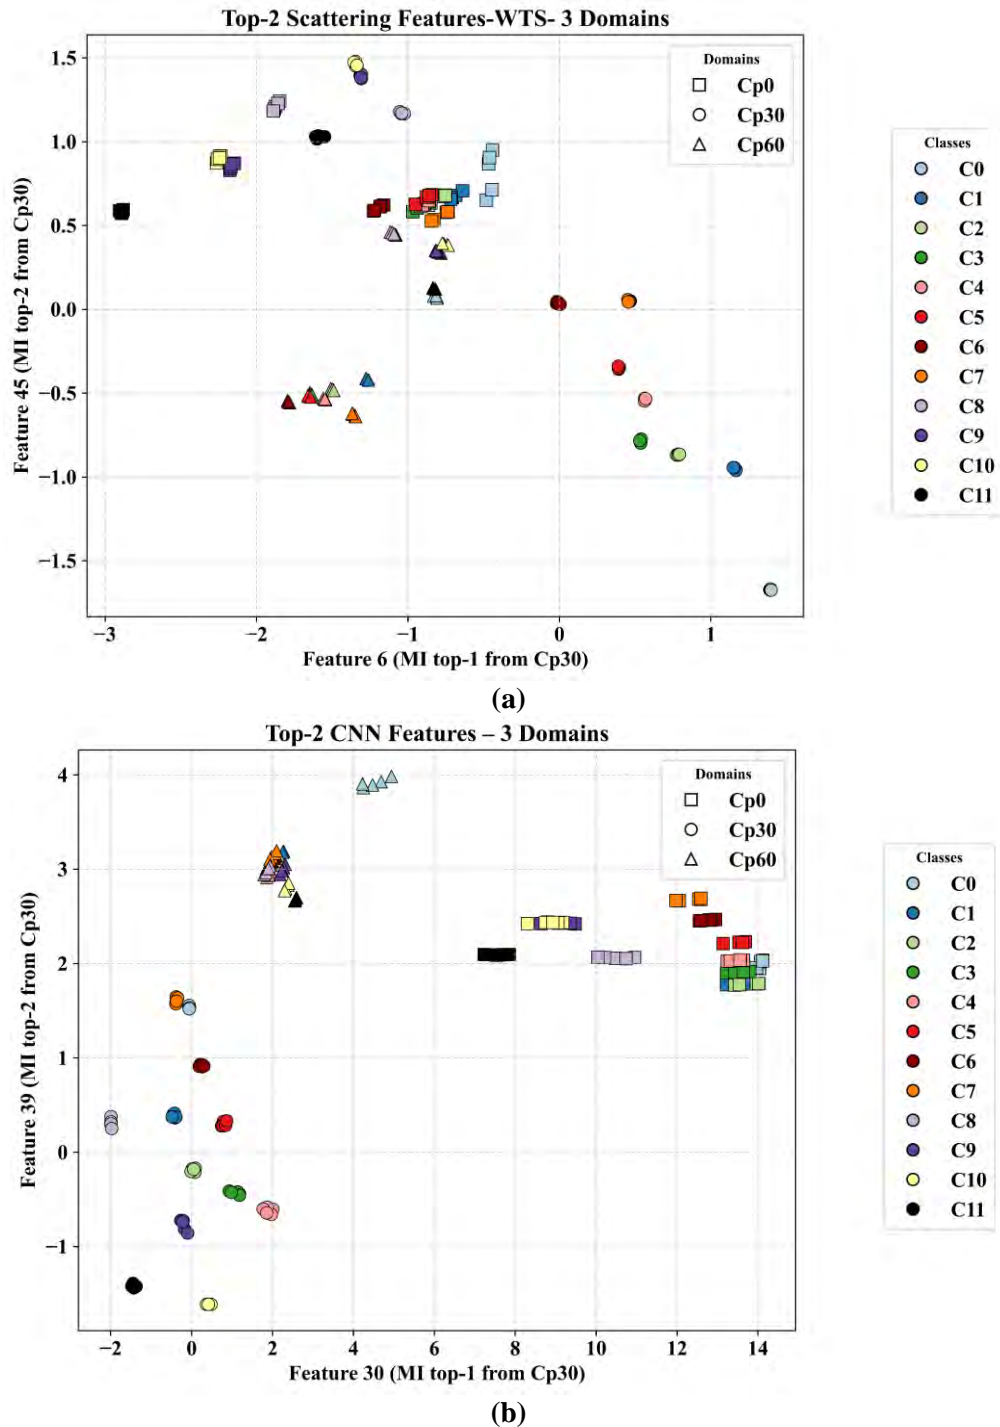 Top-2 Scattering Features-WTS- 3 Domains
Domains
Cp0
Cp30
Cp60
Classes
C0
C1
C2
C3
C4
C5
C6
C7
C8
C9
C10
C11
Feature 45 (MI top-2 from Cp30)
1.5
1.0
0.5
0.0
−0.5
−1.0
−1.5
−3
−2
−1
0
1
Feature 6 (MI top-1 from Cp30)
(a)
Top-2 CNN Features – 3 Domains
Domains
Cp0
Cp30
Cp60
Classes
C0
C1
C2
C3
C4
C5
C6
C7
C8
C9
C10
C11
Feature 39 (MI top-2 from Cp30)
4
3
2
1
0
−1
−2
0
2
4
6
8
10
12
14
Feature 30 (MI top-1 from Cp30)
(b)